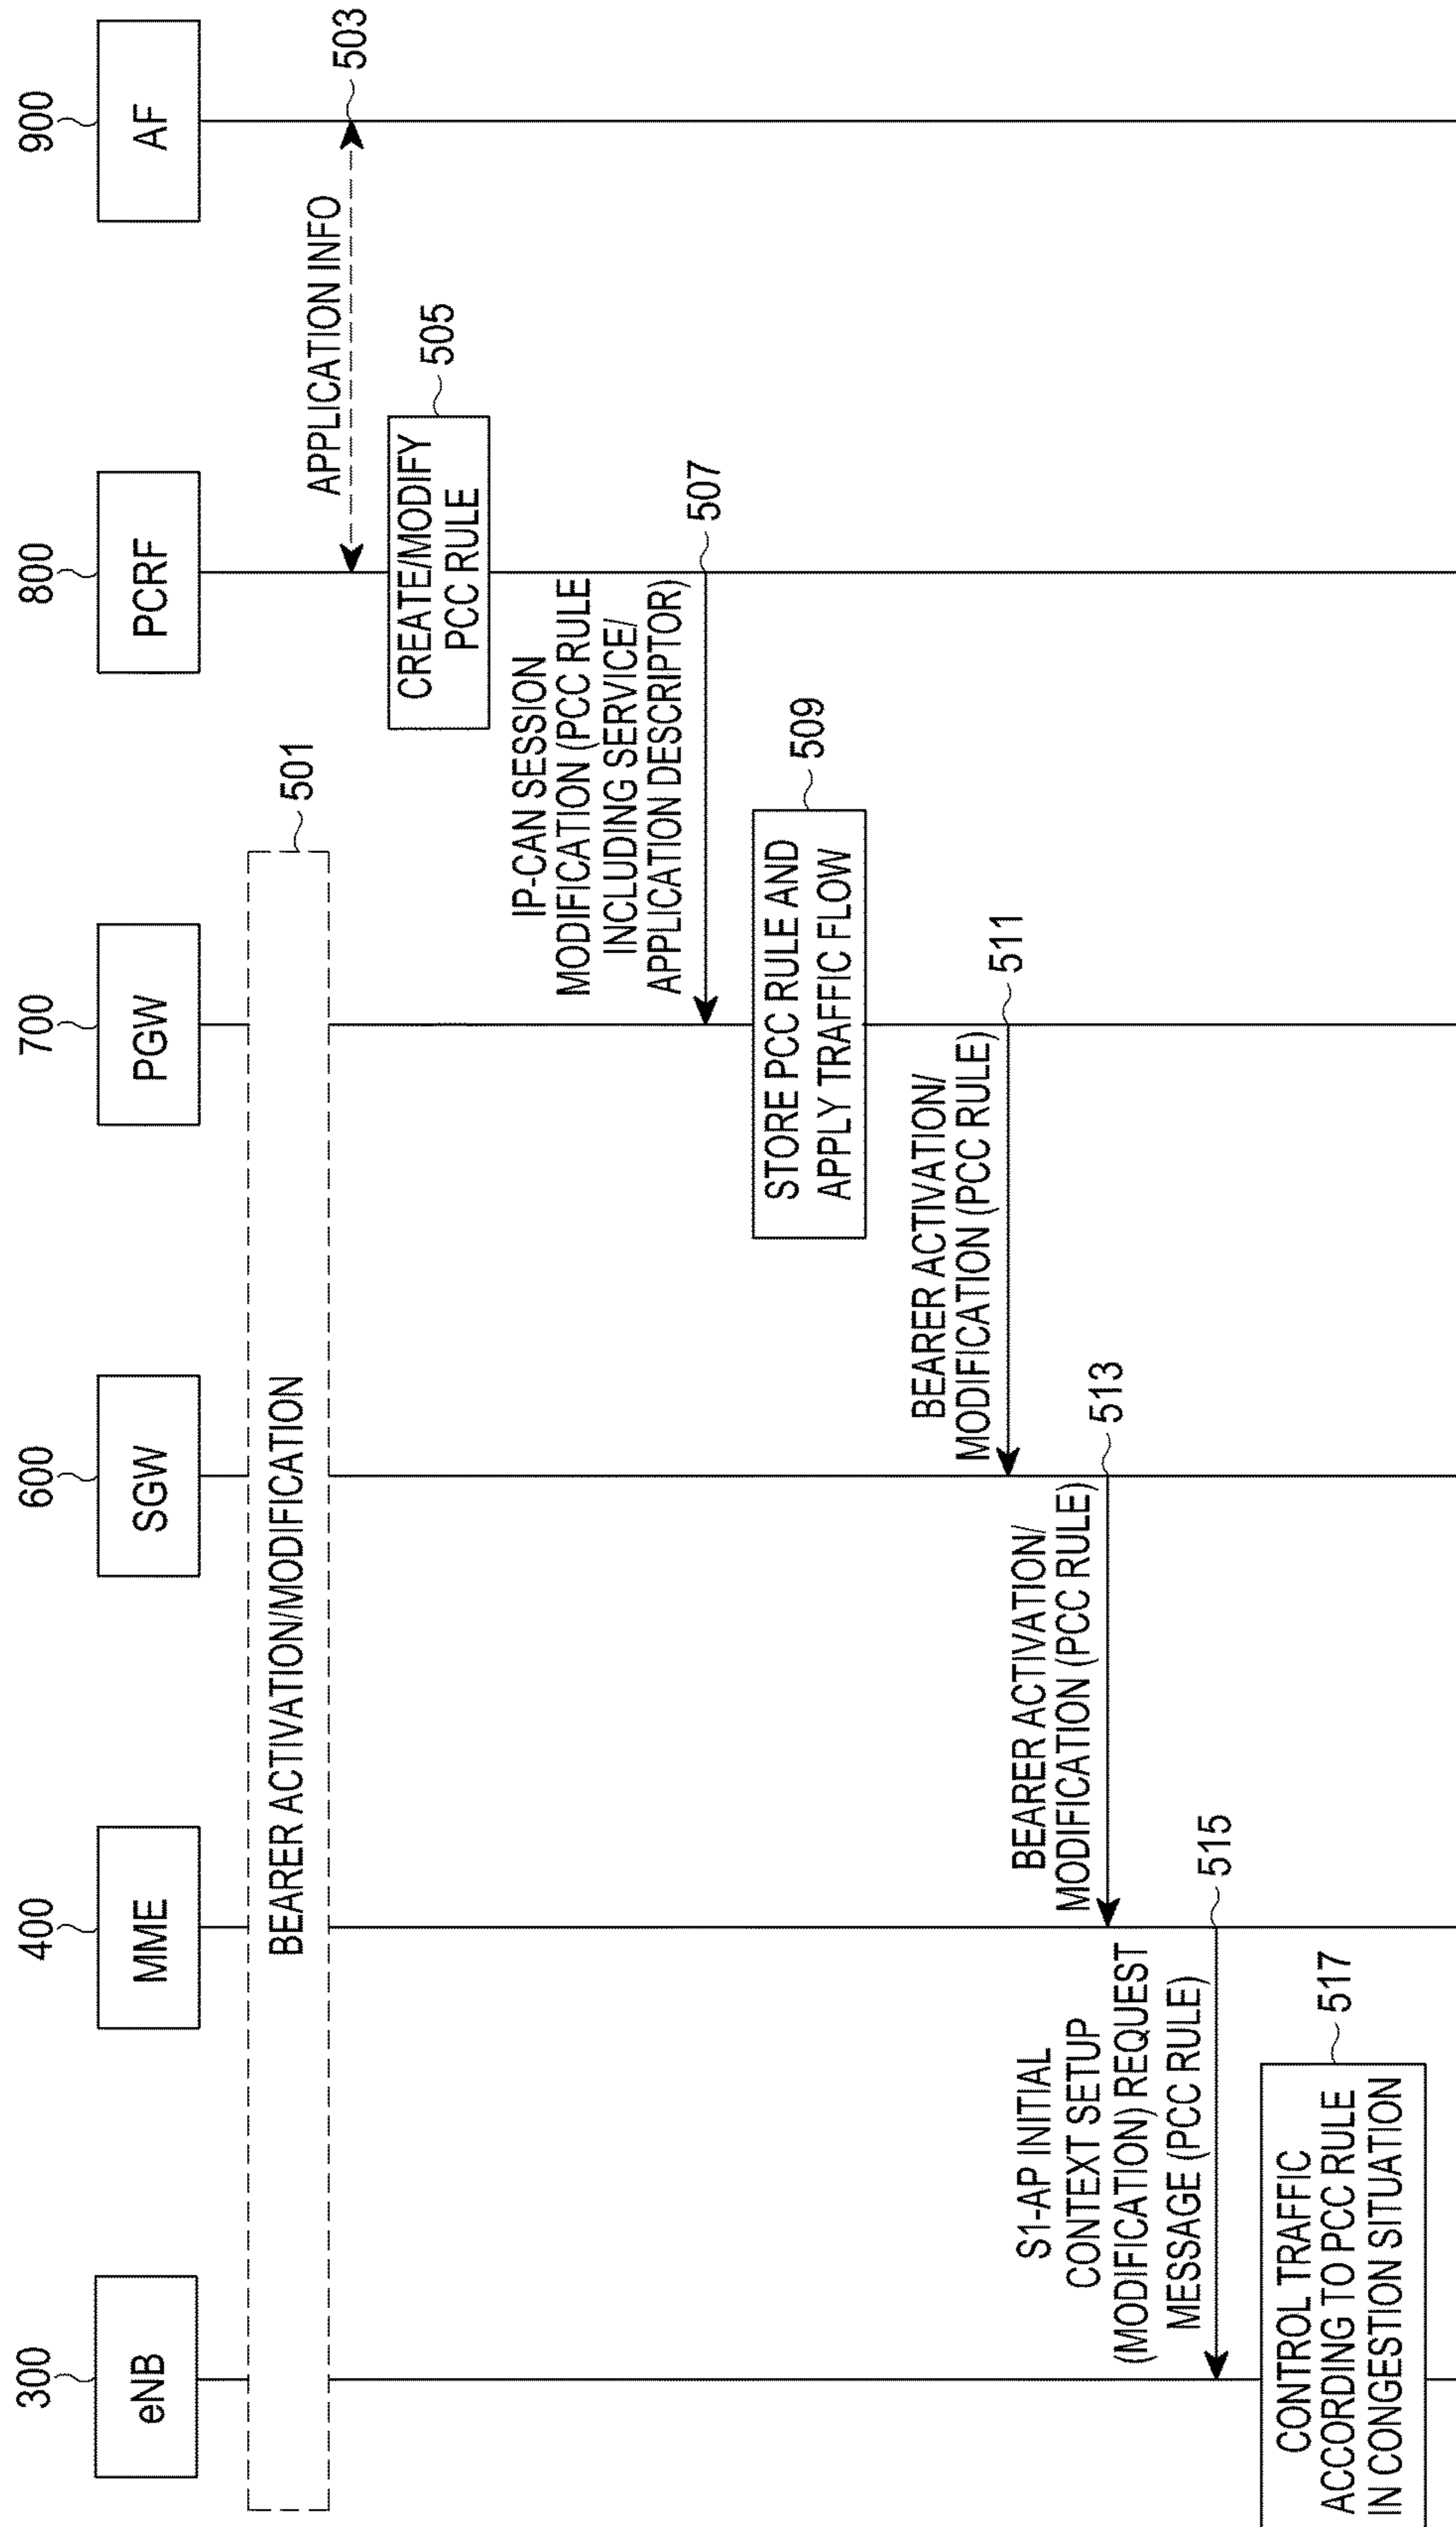 300
400
600
700
800
900
eNB
MME
SGW
PGW
PCRF
AF
BEARER ACTIVATION/MODIFICATION
501
APPLICATION INFO
503
CREATE/MODIFY
PCC RULE
505
IP-CAN SESSION
MODIFICATION (PCC RULE
INCLUDING SERVICE/
APPLICATION DESCRIPTOR)
507
STORE PCC RULE AND
APPLY TRAFFIC FLOW
509
BEARER ACTIVATION/
MODIFICATION (PCC RULE)
511
BEARER ACTIVATION/
MODIFICATION (PCC RULE)
513
S1-AP INITIAL
CONTEXT SETUP
(MODIFICATION) REQUEST
MESSAGE (PCC RULE)
515
CONTROL TRAFFIC
ACCORDING TO PCC RULE
IN CONGESTION SITUATION
517